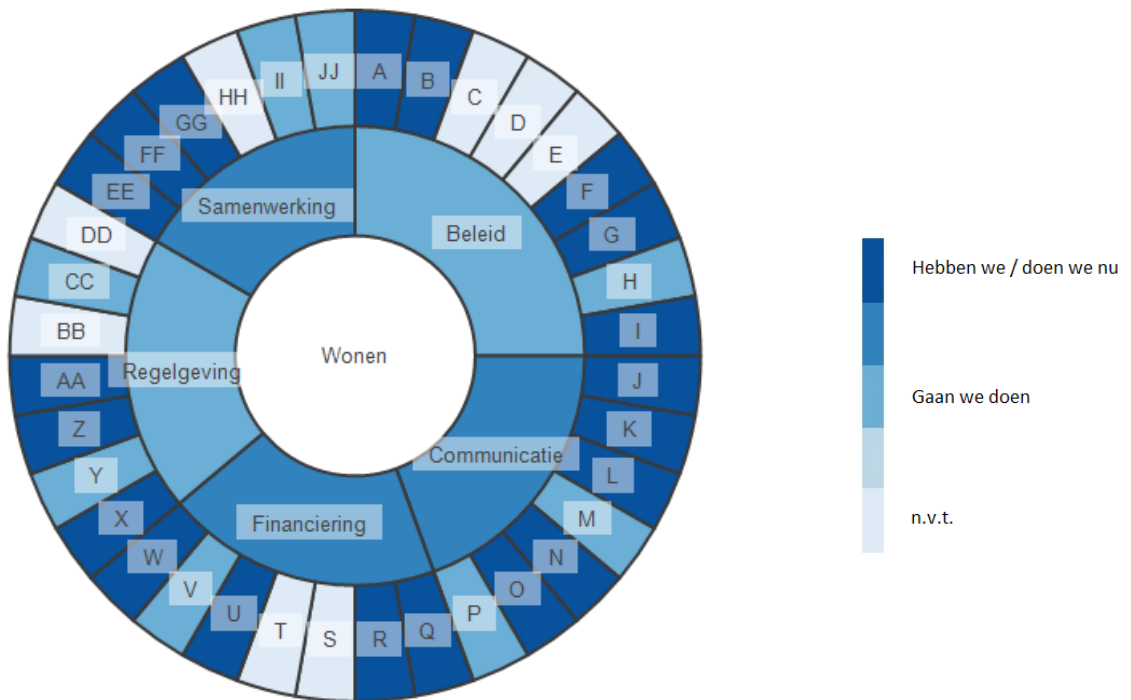 Wonen
Beleid
Communicatie
Financiering
Regelgeving
Samenwerking
A
B
C
D
E
F
G
H
I
J
K
L
M
N
O
P
Q
R
S
T
U
V
W
X
Y
Z
AA
BB
CC
DD
EE
FF
GG
HH
II
JJ
Hebben we / doen we nu
Gaan we doen
n.v.t.